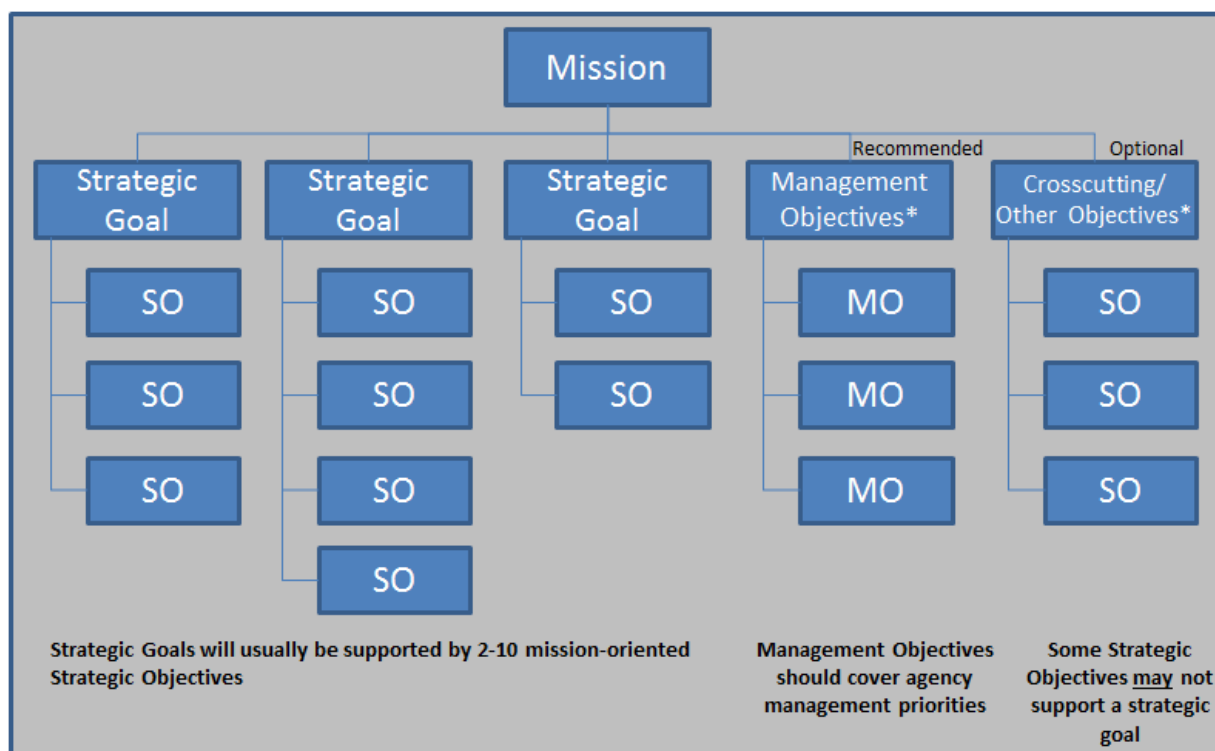 Mission
Recommended
Optional
Strategic
Goal
Strategic
Goal
Strategic
Goal
Management
Objectives*
Crosscutting/
Other Objectives*
SO
SO
SO
MO
SO
SO
SO
SO
MO
SO
SO
SO
MO
SO
SO
Strategic Goals will usually be supported by 2-10 mission-oriented
Strategic Objectives
Management Objectives
should cover agency
management priorities
Some Strategic
Objectives may not
support a strategic
goal